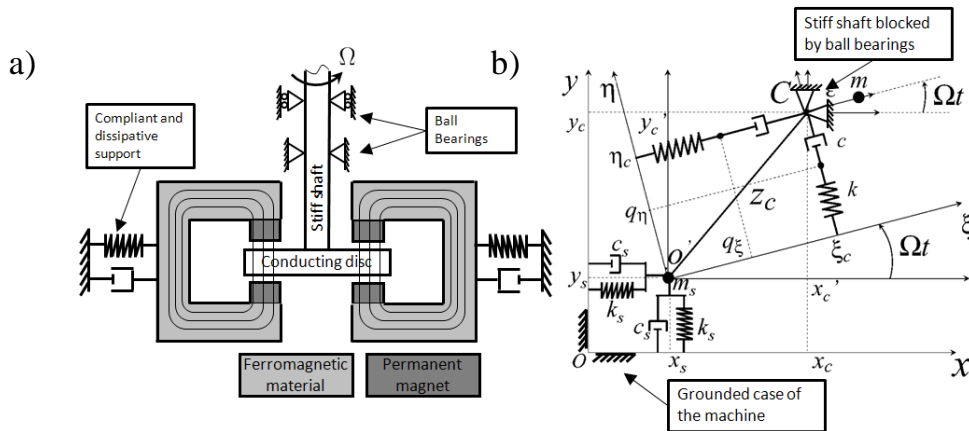 a)
Ω
Compliant and
dissipative
support
Ball
Bearings
Stiff shaft
Conducting disc
Ferromagnetic
material
Permanent
magnet
b)
Stiff shaft blocked
by ball bearings
y
η
C
ε
m
Ωt
y_c
y_c'
c
η_c
k
z_c
q_η
ξ
q_ξ
ξ_c
Ωt
c_s
O'
y_s
m_s
x_c'
k_s
c_s
k_s
O
x_s
x_c
x
Grounded case of
the machine